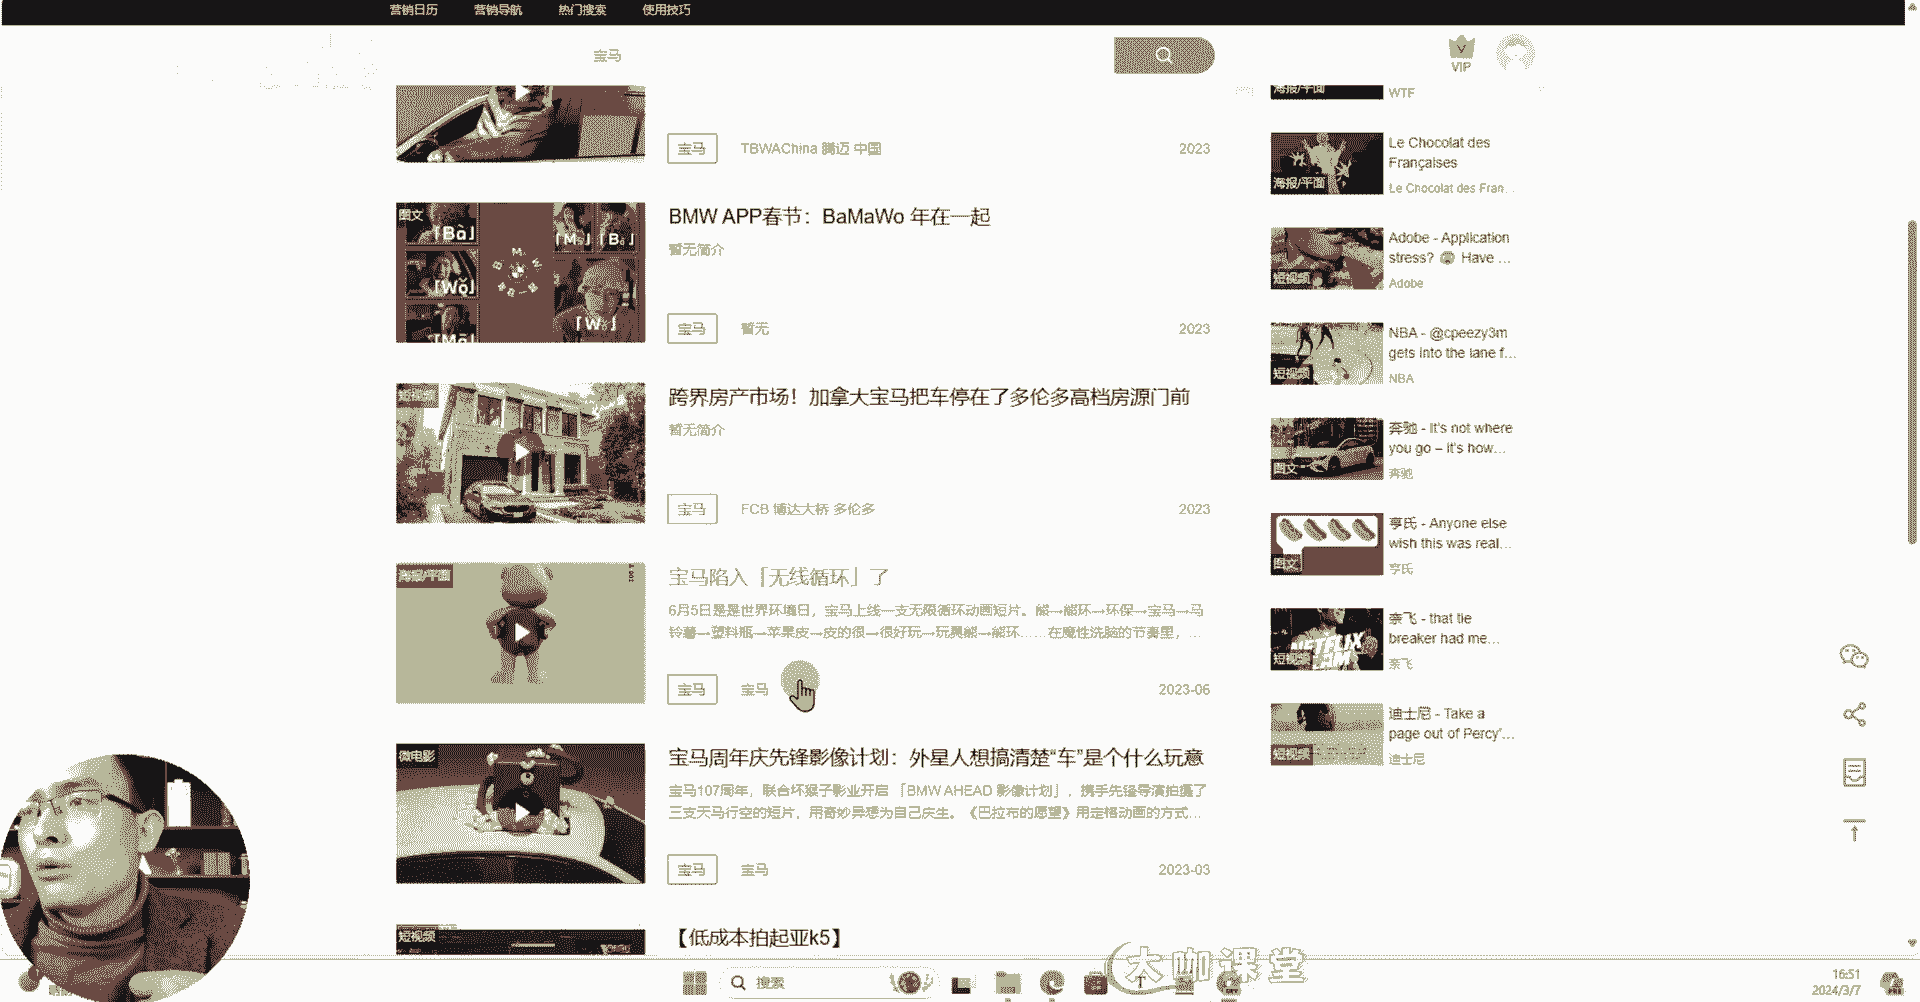 营销日历 营销导航 热门搜索 使用技巧
宝马
VIP
宝马 TBWAChina 腾迈 中国 2023
图文
「Bà」
「Wǒ」
BMW APP春节：BaMaWo 年在一起
暂无简介
宝马 暂无 2023
短视频
跨界房产市场！加拿大宝马把车停在了多伦多高档房源门前
暂无简介
宝马 FCB 博达大桥 多伦多 2023
海报/平面
宝马陷入「无线循环」了
6月5日是是世界环境日，宝马上线一支无限循环动画短片。熊→熊环→环保→宝马→马
铃薯→塑料瓶→苹果皮→皮的很→很好玩→玩具熊→熊环……在魔性洗脑的节奏里，...
宝马 宝马 2023-06
微电影
宝马周年庆先锋影像计划：外星人想搞清楚“车”是个什么玩意
宝马107周年，联合坏猴子影业开启「BMW AHEAD 影像计划」，携手先锋导演拍摄了
三支天马行空的短片，用奇妙异想为自己庆生。《巴拉布的愿望》用定格动画的方式...
宝马 宝马 2023-03
短视频
【低成本拍起亚k5】
海报/平面
WTF
海报/平面
Le Chocolat des
Françaises
Le Chocolat des Fran...
短视频
Adobe - Application
stress? Have ...
Adobe
短视频
NBA - @cpeezy3m
gets into the lane f...
NBA
图文
奔驰 - It's not where
you go – it's how...
奔驰
图文
亨氏 - Anyone else
wish this was real...
亨氏
短视频
NETFLIX
奈飞 - that tie
breaker had me...
奈飞
短视频
迪士尼 - Take a
page out of Percy'...
迪士尼
搜索
大咖课堂
16:51
2024/3/7